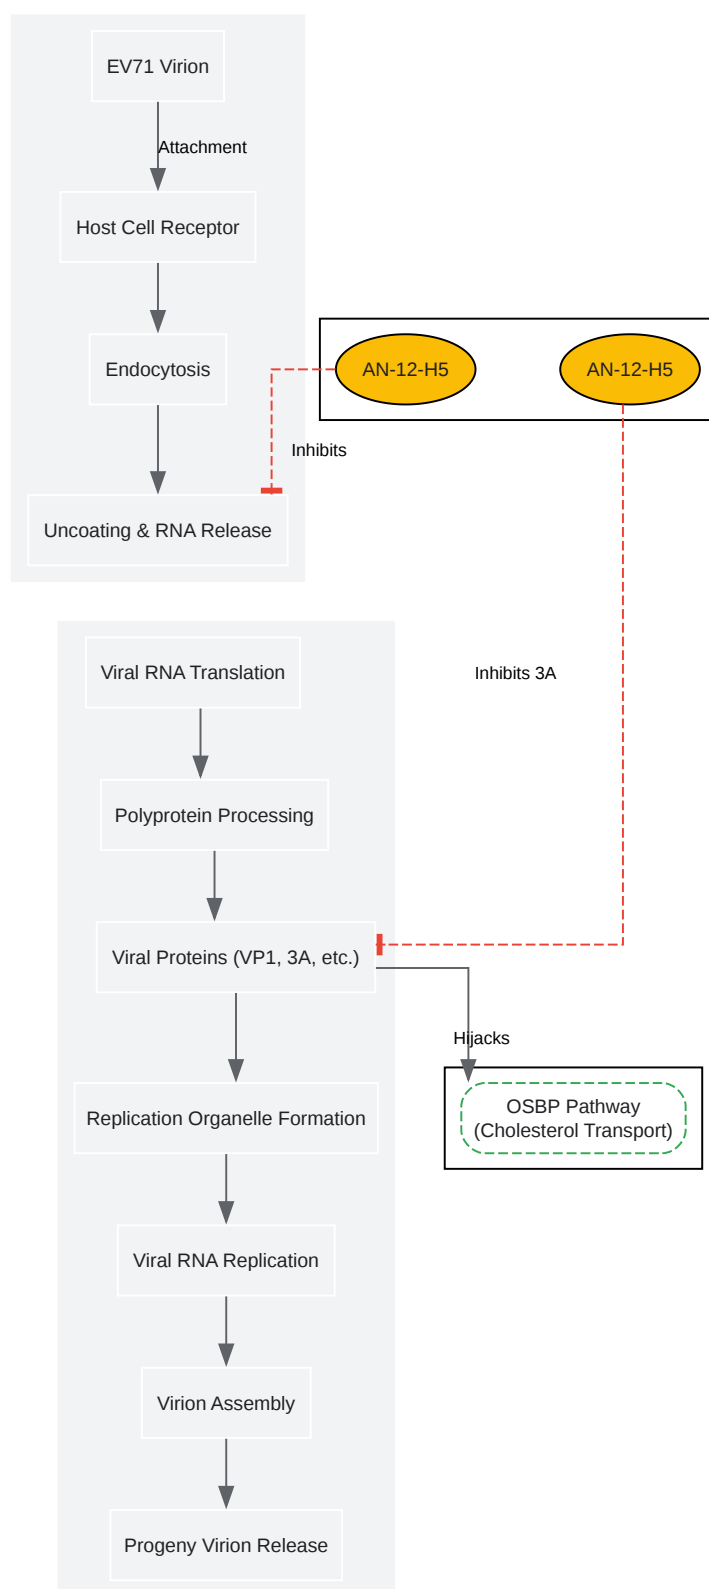 EV71 Virion
Attachment
Host Cell Receptor
Endocytosis
AN-12-H5
AN-12-H5
Inhibits
Uncoating & RNA Release
Viral RNA Translation
Inhibits 3A
Polyprotein Processing
Viral Proteins (VP1, 3A, etc.)
Hijacks
OSBP Pathway
(Cholesterol Transport)
Replication Organelle Formation
Viral RNA Replication
Virion Assembly
Progeny Virion Release